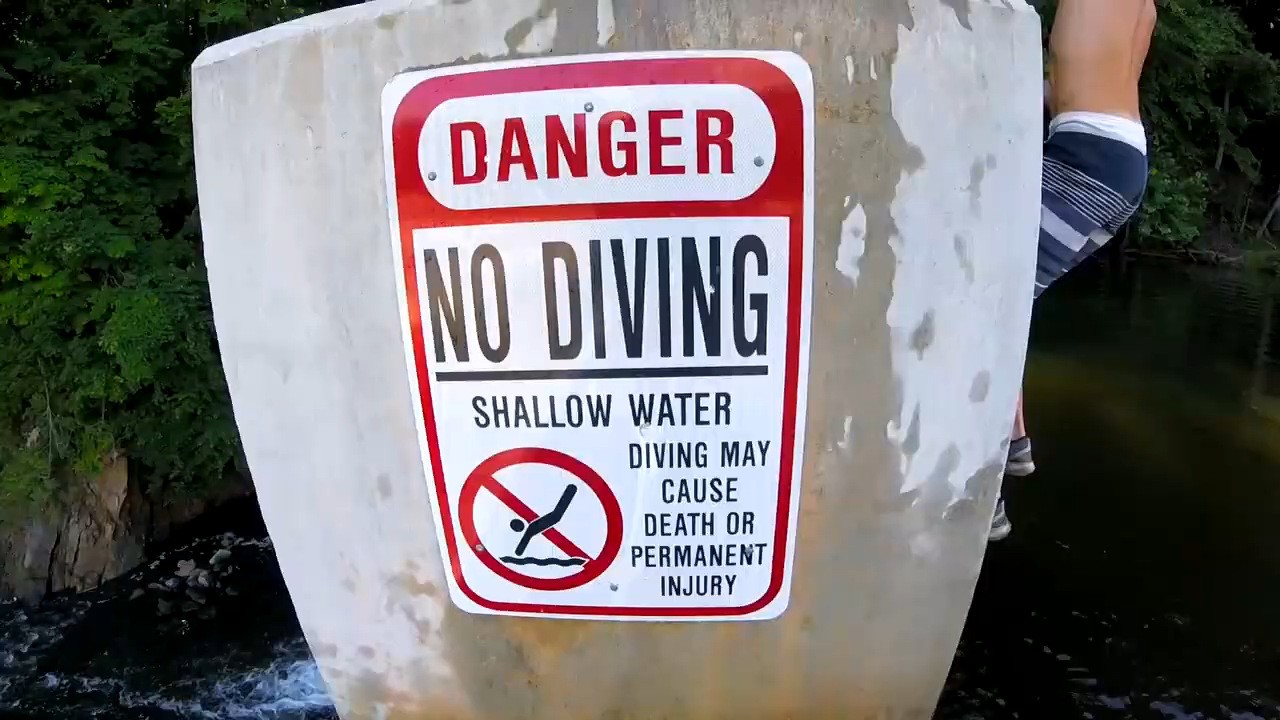 DANGER
NO DIVING
SHALLOW WATER
DIVING MAY
CAUSE
DEATH OR
PERMANENT
INJURY